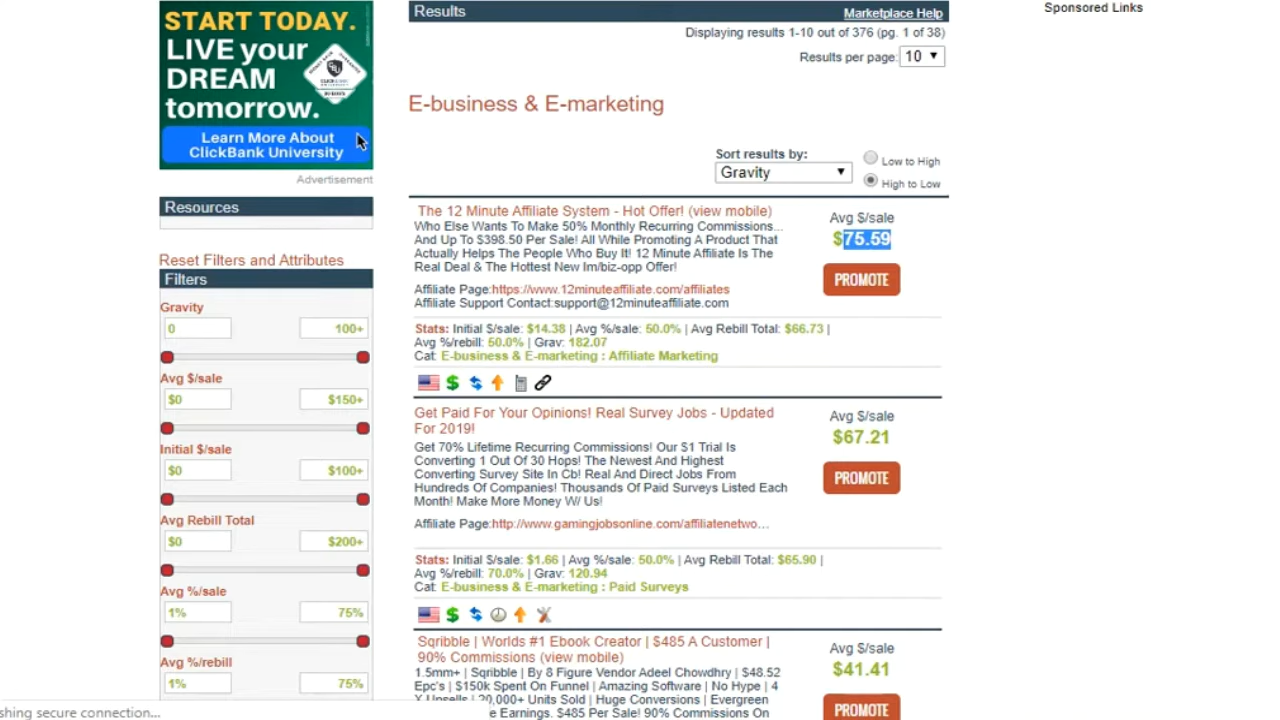 START TODAY.
LIVE your
DREAM
tomorrow.
Learn More About
ClickBank University
Advertisement
Resources
Reset Filters and Attributes
Filters
Gravity
0 100+
Avg $/sale
$0 $150+
Initial $/sale
$0 $100+
Avg Rebill Total
$0 $200+
Avg %/sale
1% 75%
Avg %/rebill
1% 75%
shing secure connection...
Results Marketplace Help
Displaying results 1-10 out of 376 (pg. 1 of 38)
Results per page: 10
E-business & E-marketing
Sort results by:
Gravity
Low to High
High to Low
The 12 Minute Affiliate System - Hot Offer! (view mobile)
Who Else Wants To Make 50% Monthly Recurring Commissions...
And Up To $398.50 Per Sale! All While Promoting A Product That
Actually Helps The People Who Buy It! 12 Minute Affiliate Is The
Real Deal & The Hottest New Im/biz-opp Offer!
Affiliate Page:https://www.12minuteaffiliate.com/affiliates
Affiliate Support Contact:support@12minuteaffiliate.com
Avg $/sale
$75.59
PROMOTE
Stats: Initial $/sale: $14.38 | Avg %/sale: 50.0% | Avg Rebill Total: $66.73 |
Avg %/rebill: 50.0% | Grav: 182.07
Cat: E-business & E-marketing : Affiliate Marketing
Get Paid For Your Opinions! Real Survey Jobs - Updated
For 2019!
Get 70% Lifetime Recurring Commissions! Our $1 Trial Is
Converting 1 Out Of 30 Hops! The Newest And Highest
Converting Survey Site In Cb! Real And Direct Jobs From
Hundreds Of Companies! Thousands Of Paid Surveys Listed Each
Month! Make More Money W/ Us!
Affiliate Page:http://www.gamingjobsonline.com/affiliatenetwo...
Avg $/sale
$67.21
PROMOTE
Stats: Initial $/sale: $1.66 | Avg %/sale: 50.0% | Avg Rebill Total: $65.90 |
Avg %/rebill: 70.0% | Grav: 120.94
Cat: E-business & E-marketing : Paid Surveys
Sqribble | Worlds #1 Ebook Creator | $485 A Customer |
90% Commissions (view mobile)
1.5mm+ | Sqribble | By 8 Figure Vendor Adeel Chowdhry | $48.52
Epc's | $150k Spent On Funnel | Amazing Software | No Hype | 4
20,000+ Units Sold | Huge Conversions | Evergreen
e Earnings. $485 Per Sale! 90% Commissions On
Avg $/sale
$41.41
PROMOTE
Sponsored Links